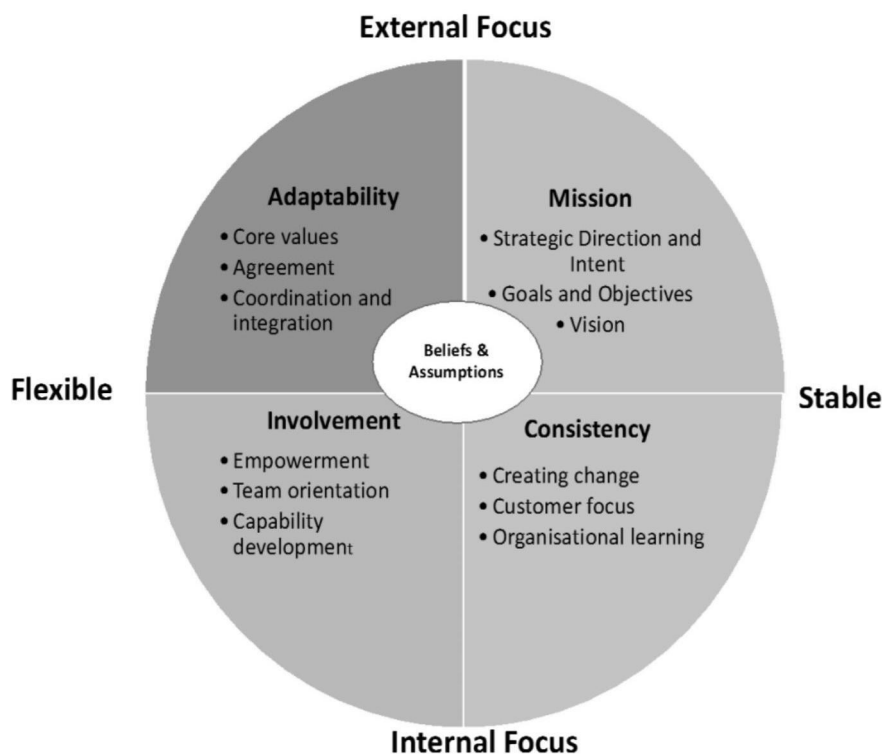 External Focus
Adaptability
• Core values
• Agreement
• Coordination and
integration
Mission
• Strategic Direction and
Intent
• Goals and Objectives
• Vision
Beliefs &
Assumptions
Flexible
Stable
Involvement
• Empowerment
• Team orientation
• Capability
development
Consistency
• Creating change
• Customer focus
• Organisational learning
Internal Focus